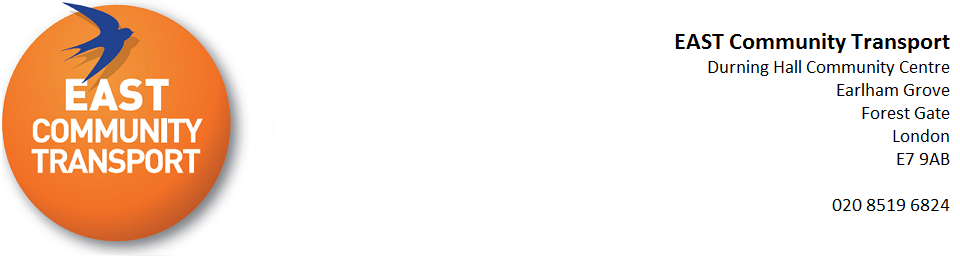 EAST
COMMUNITY
TRANSPORT
EAST Community Transport
Durning Hall Community Centre
Earlham Grove
Forest Gate
London
E7 9AB
020 8519 6824